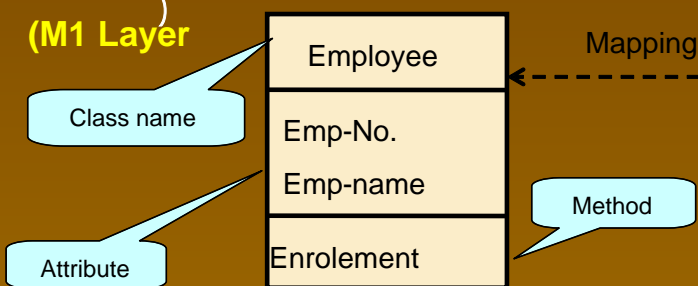 )
(M1 Layer
Employee
Mapping
Class name
Emp-No.
Emp-name
Method
Attribute
Enrolement